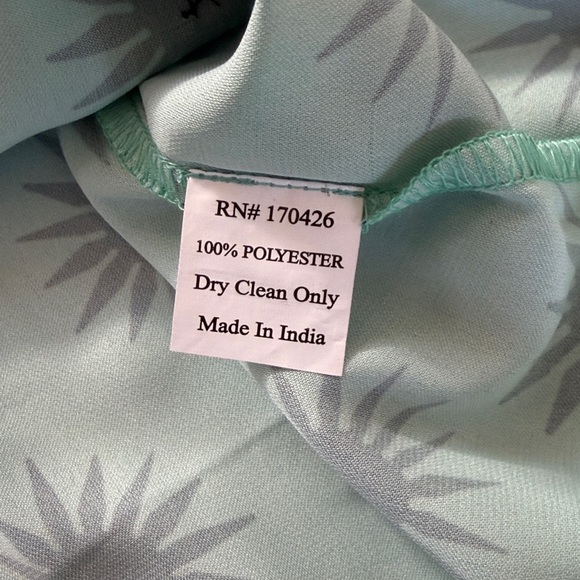 RN# 170426
100% POLYESTER
Dry Clean Only
Made In India